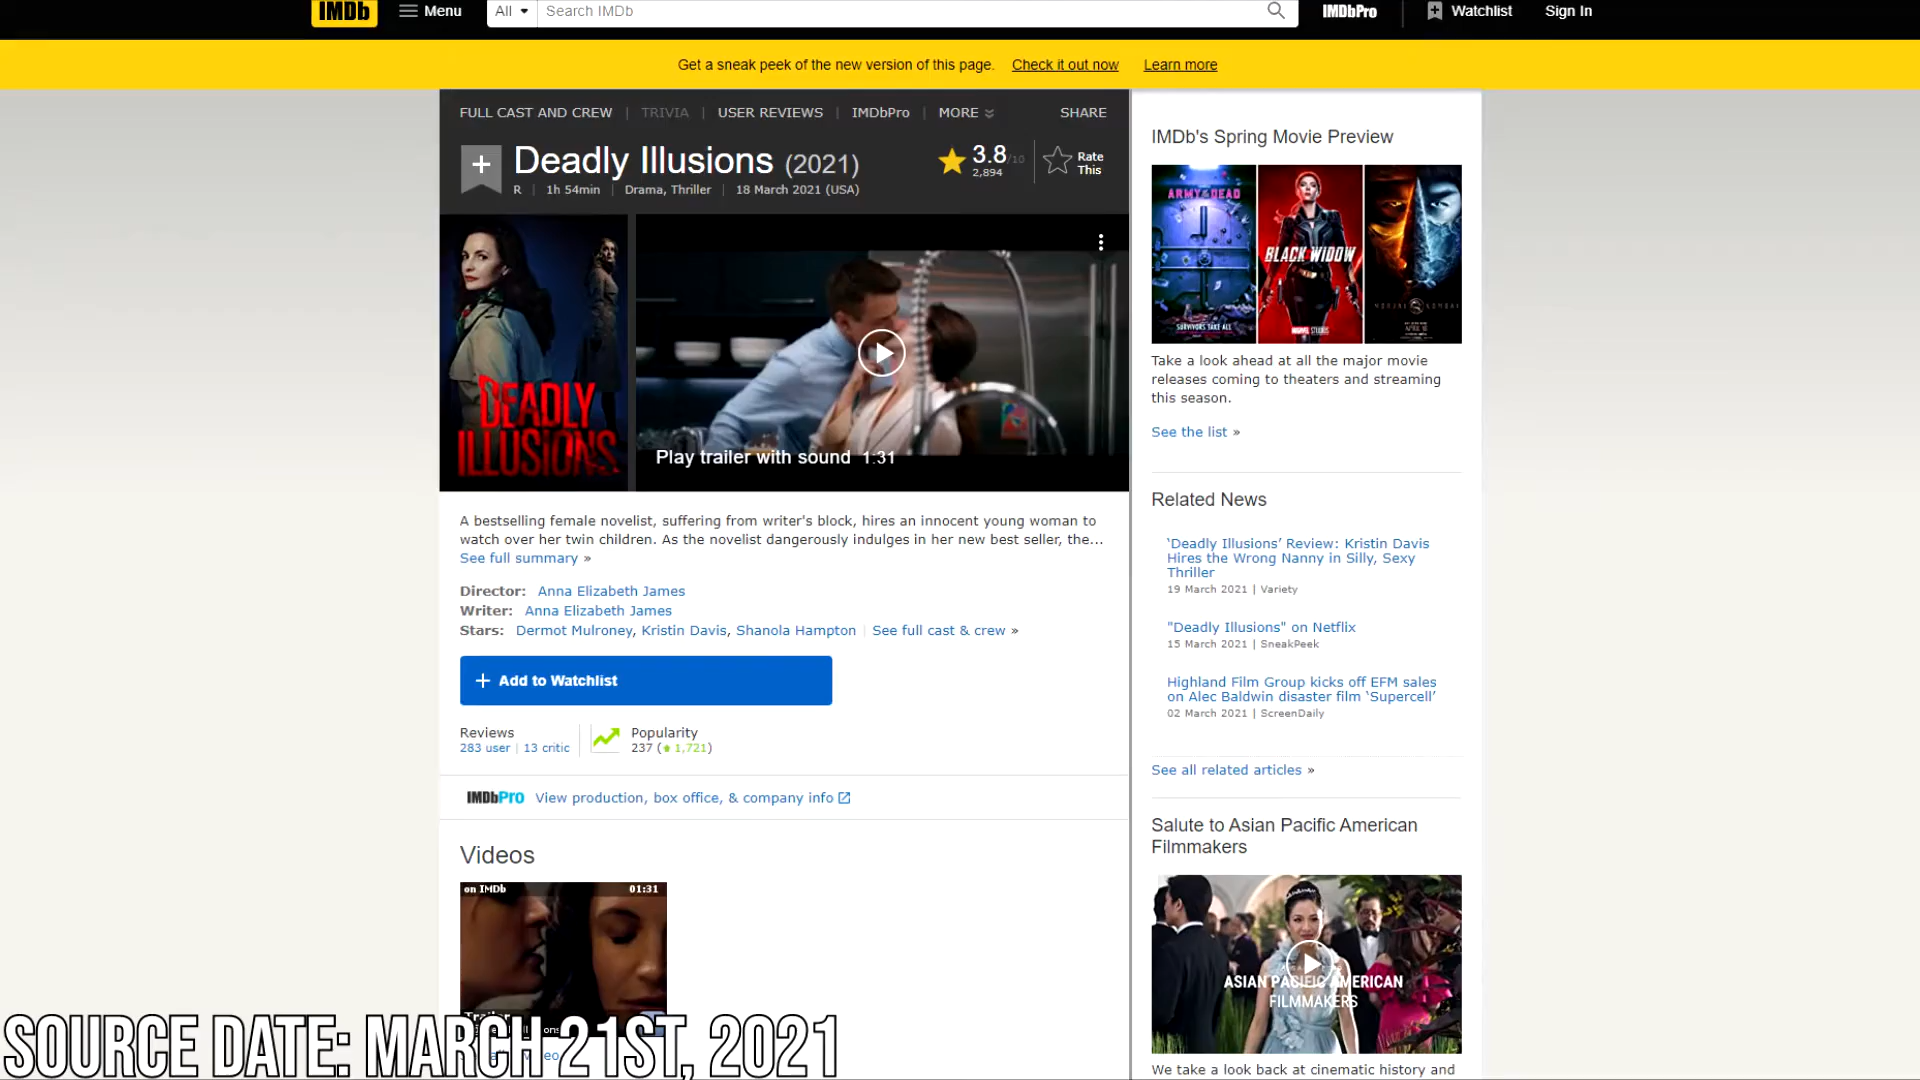 IMDb
Menu
All
Search IMDb
IMDbPro
Watchlist
Sign In
Get a sneak peek of the new version of this page. Check it out now Learn more
FULL CAST AND CREW | TRIVIA | USER REVIEWS | IMDbPro | MORE
SHARE
+ Deadly Illusions (2021)
R | 1h 54min | Drama, Thriller | 18 March 2021 (USA)
3.8/10
2,894
Rate
This
DEADLY
ILLUSIONS
Play trailer with sound 1:31
A bestselling female novelist, suffering from writer's block, hires an innocent young woman to
watch over her twin children. As the novelist dangerously indulges in her new best seller, the...
See full summary »
Director: Anna Elizabeth James
Writer: Anna Elizabeth James
Stars: Dermot Mulroney, Kristin Davis, Shanola Hampton | See full cast & crew »
+ Add to Watchlist
Reviews
283 user | 13 critic
Popularity
237 (1,721)
IMDbPro View production, box office, & company info
Videos
on IMDb 01:31
Trailer
SOURCE DATE: MARCH 21ST, 2021
IMDb's Spring Movie Preview
ARMY OF THE DEAD
SURVIVORS TAKE ALL
BLACK WIDOW
MARVEL STUDIOS
MORTAL KOMBAT
APRIL 16
Take a look ahead at all the major movie
releases coming to theaters and streaming
this season.
See the list »
Related News
‘Deadly Illusions’ Review: Kristin Davis
Hires the Wrong Nanny in Silly, Sexy
Thriller
19 March 2021 | Variety
"Deadly Illusions" on Netflix
15 March 2021 | SneakPeek
Highland Film Group kicks off EFM sales
on Alec Baldwin disaster film ‘Supercell’
02 March 2021 | ScreenDaily
See all related articles »
Salute to Asian Pacific American
Filmmakers
ASIAN PACIFIC AMERICAN
FILMMAKERS
We take a look back at cinematic history and